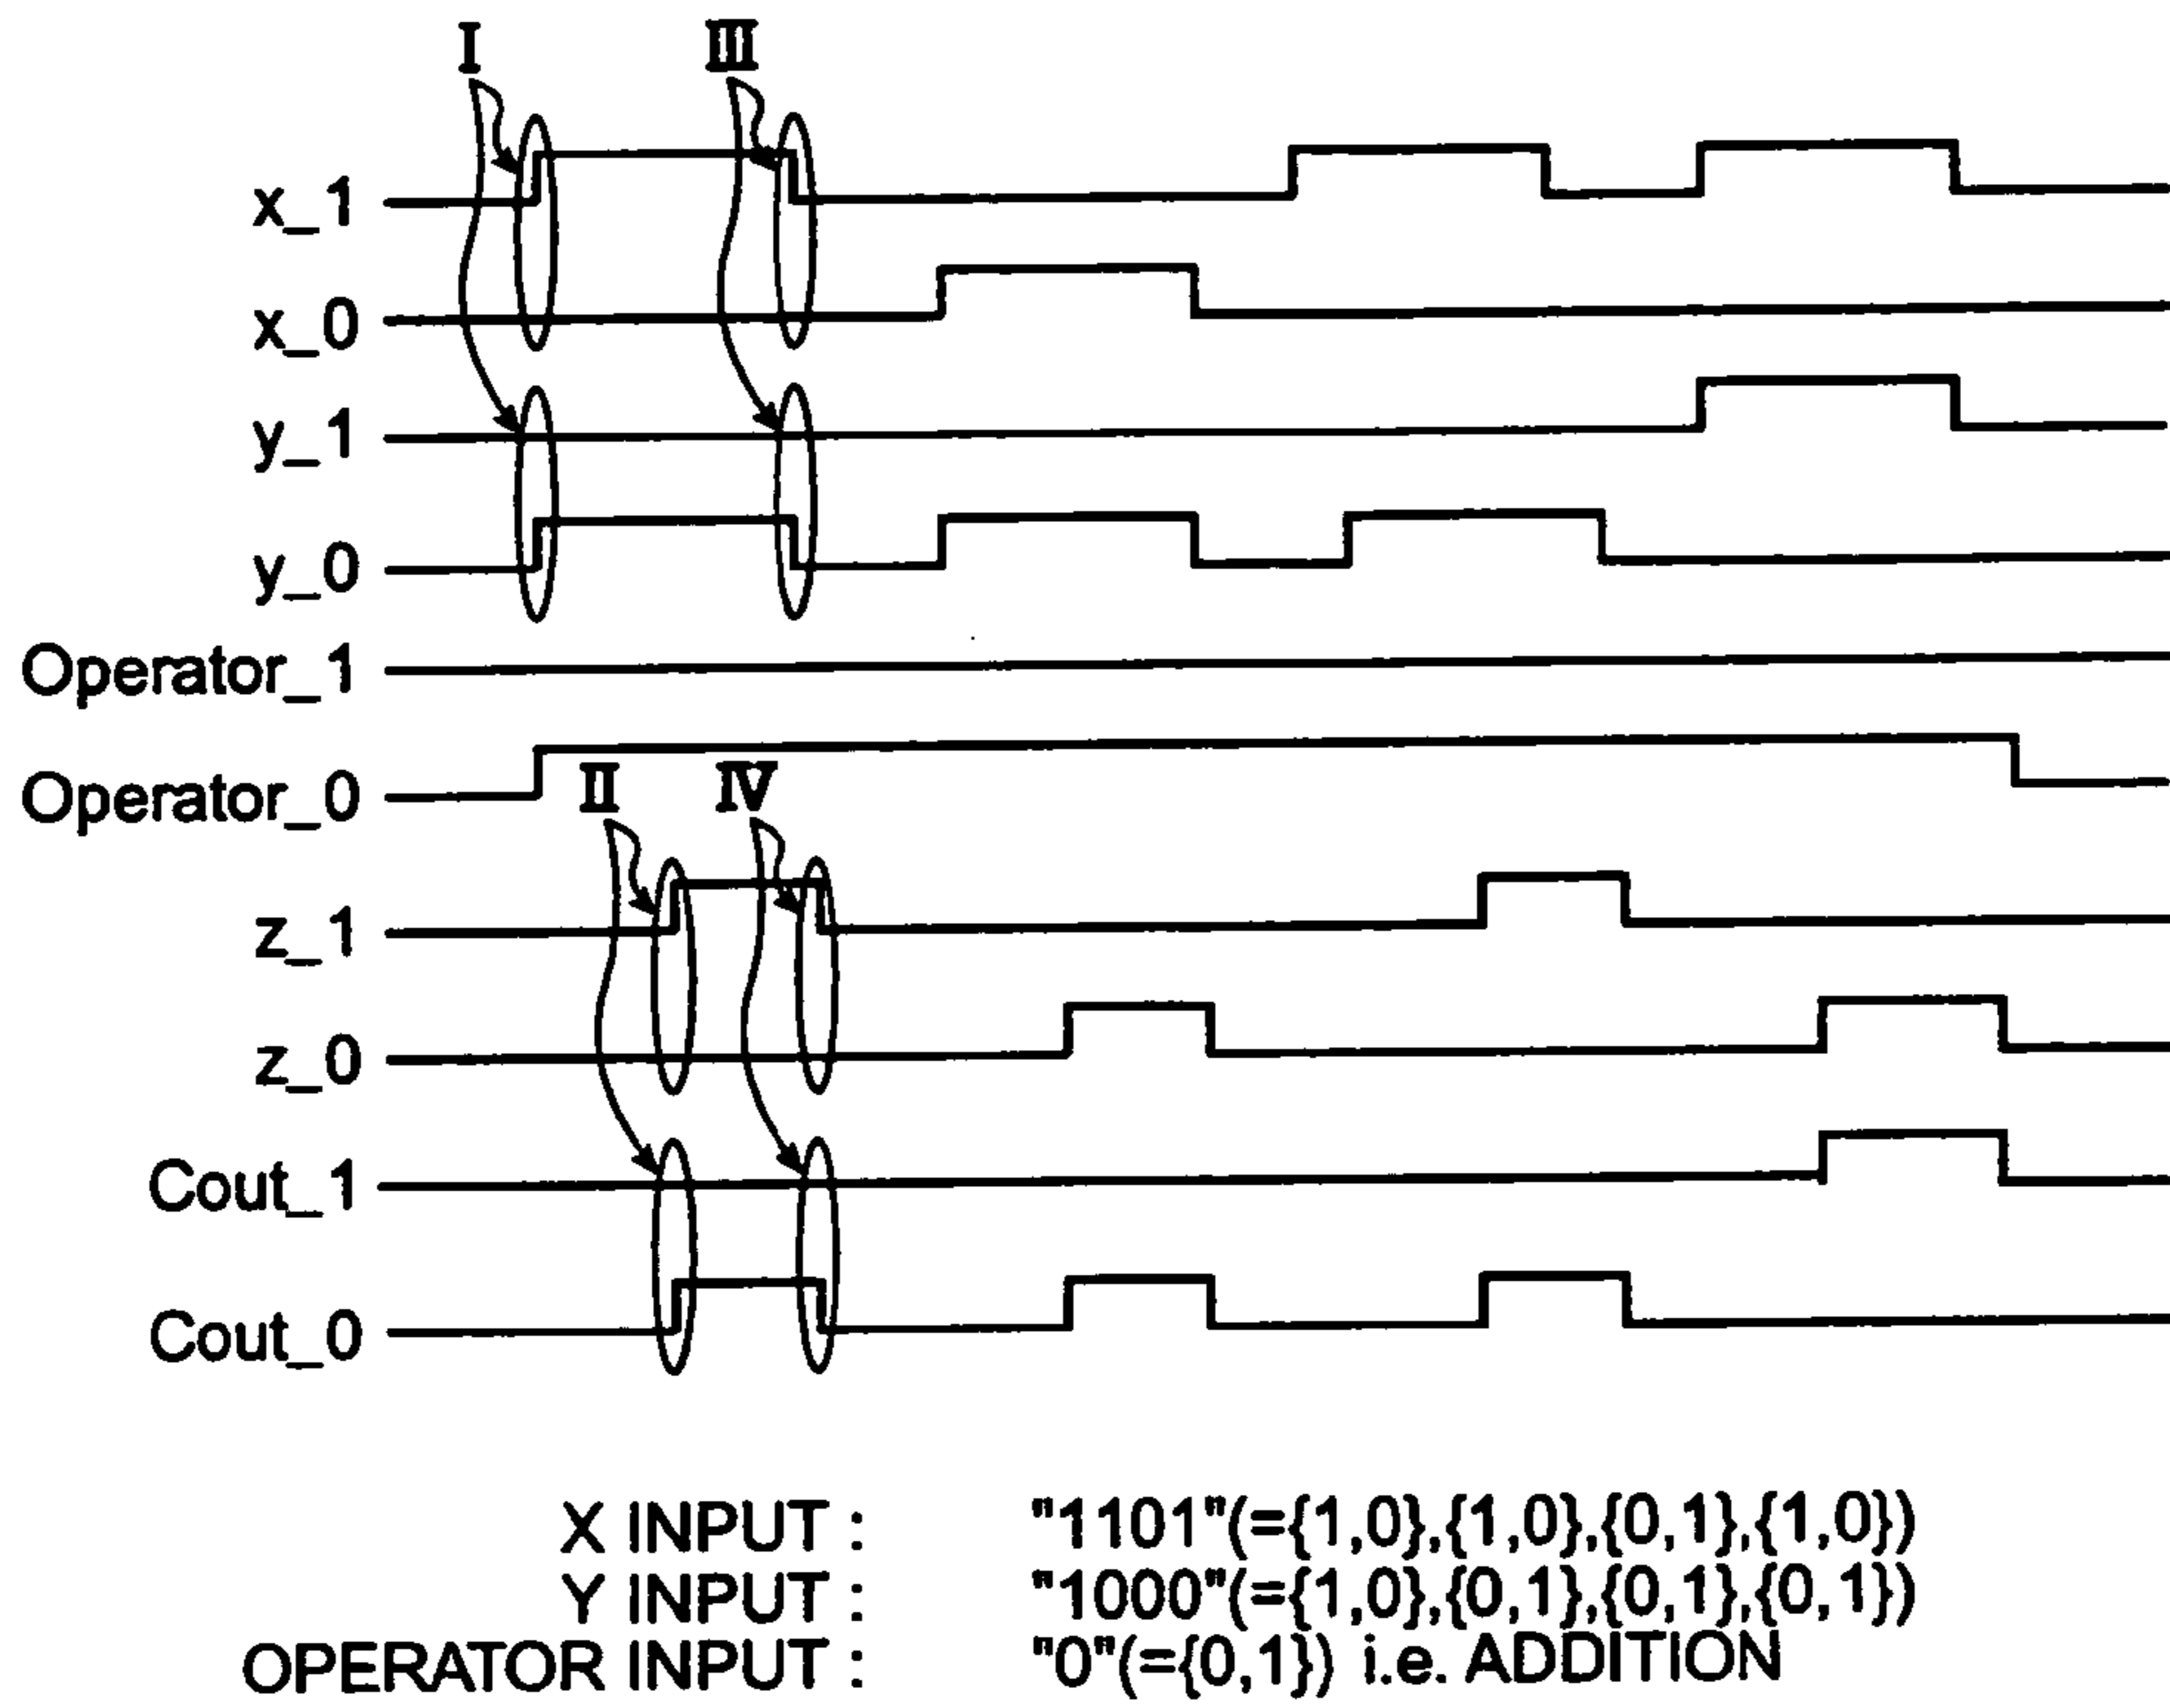 I III
x_1
x_0
y_1
y_0
Operator_1
Operator_0
II IV
z_1
z_0
Cout_1
Cout_0
X INPUT : "1101"(={1,0},{1,0},{0,1},{1,0})
Y INPUT : "1000"(={1,0},{0,1},{0,1},{0,1})
OPERATOR INPUT : "0"(={0,1}) i.e. ADDITION